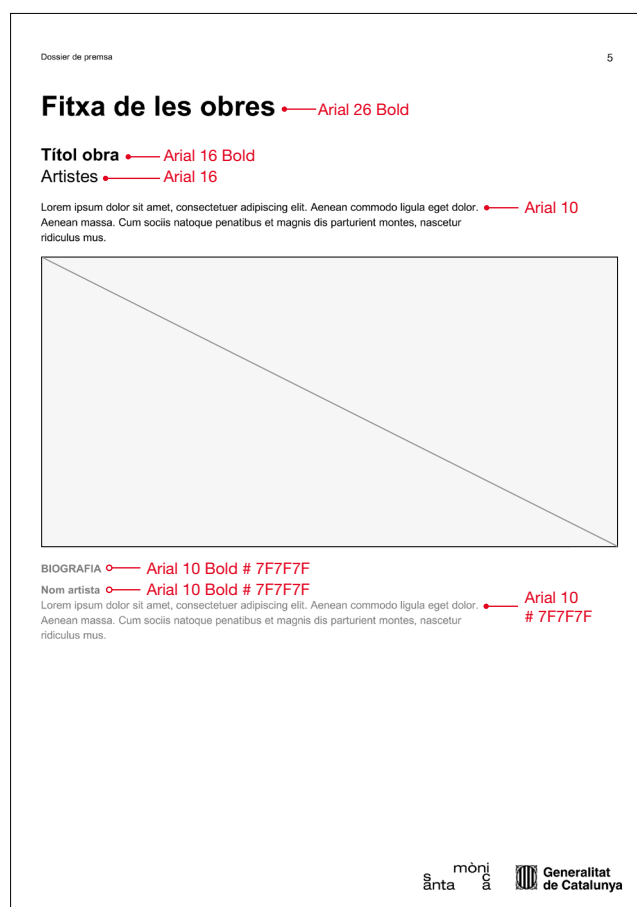 Dossier de premsa 5
Fitxa de les obres Arial 26 Bold
Títol obra Arial 16 Bold
Artistes Arial 16
Lorem ipsum dolor sit amet, consectetuer adipiscing elit. Aenean commodo ligula eget dolor. Arial 10
Aenean massa. Cum sociis natoque penatibus et magnis dis parturient montes, nascetur
ridiculus mus.
BIOGRAFIA Arial 10 Bold # 7F7F7F
Nom artista Arial 10 Bold # 7F7F7F
Lorem ipsum dolor sit amet, consectetuer adipiscing elit. Aenean commodo ligula eget dolor. Arial 10
Aenean massa. Cum sociis natoque penatibus et magnis dis parturient montes, nascetur # 7F7F7F
ridiculus mus.
santa mònica
Generalitat
de Catalunya